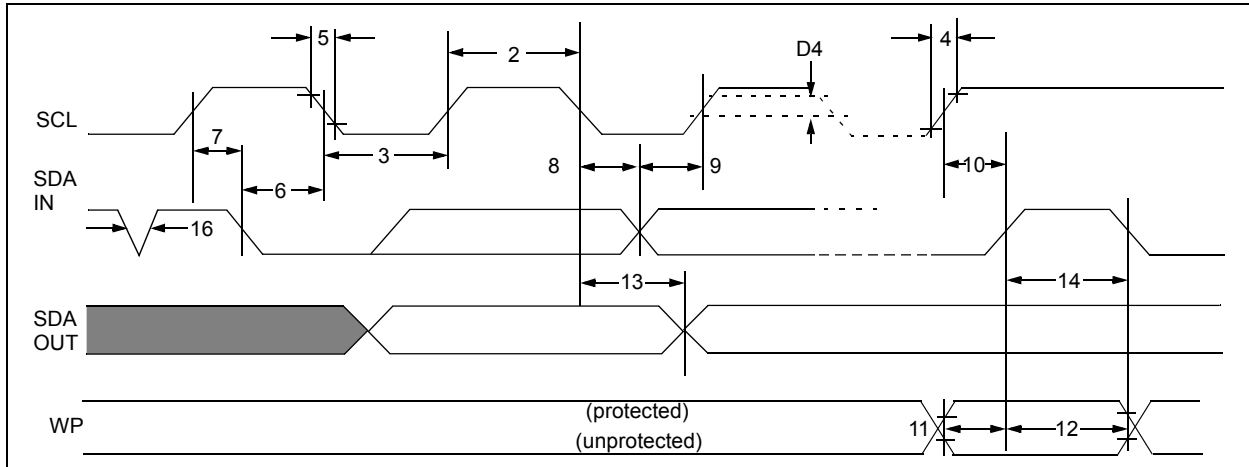 5
2
D4
4
SCL
7
3
8
9
10
SDA
IN
6
16
13
14
SDA
OUT
WP
(protected)
(unprotected)
11
12